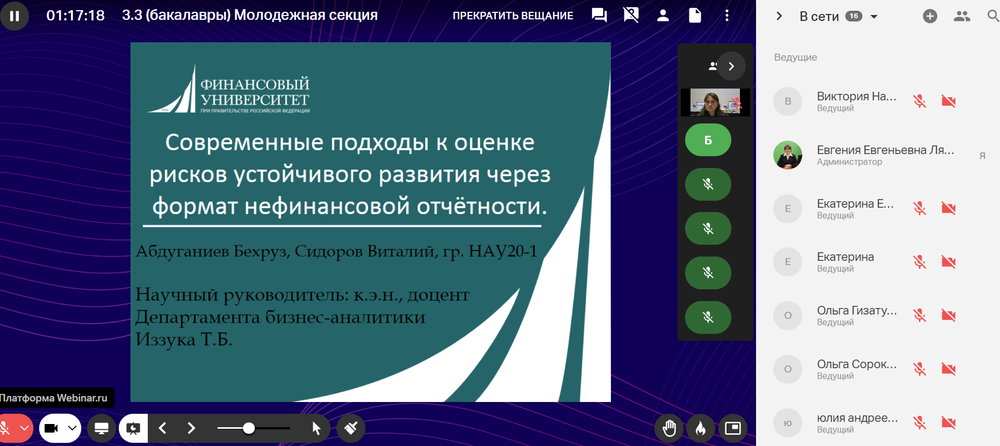 01:17:18
3.3 (бакалавры) Молодежная секция
ПРЕКРАТИТЬ ВЕЩАНИЕ
ФИНАНСОВЫЙ
УНИВЕРСИТЕТ
ПРИ ПРАВИТЕЛЬСТВЕ РОССИЙСКОЙ ФЕДЕРАЦИИ
1919
Современные подходы к оценке
рисков устойчивого развития через
формат нефинансовой отчётности.
Абдуганиев Бехруз, Сидоров Виталий, гр. НАУ20-1
Научный руководитель: к.э.н., доцент
Департамента бизнес-аналитики
Иззука Т.Б.
Платформа Webinar.ru
Б
В сети 16
Ведущие
В
Виктория На...
Ведущий
Евгения Евгеньевна Ля...
Администратор
Я
Е
Екатерина Е...
Ведущий
Е
Екатерина
Ведущий
О
Ольга Гизату...
Ведущий
О
Ольга Сорок...
Ведущий
ю
юлия андрее...
Ведущий